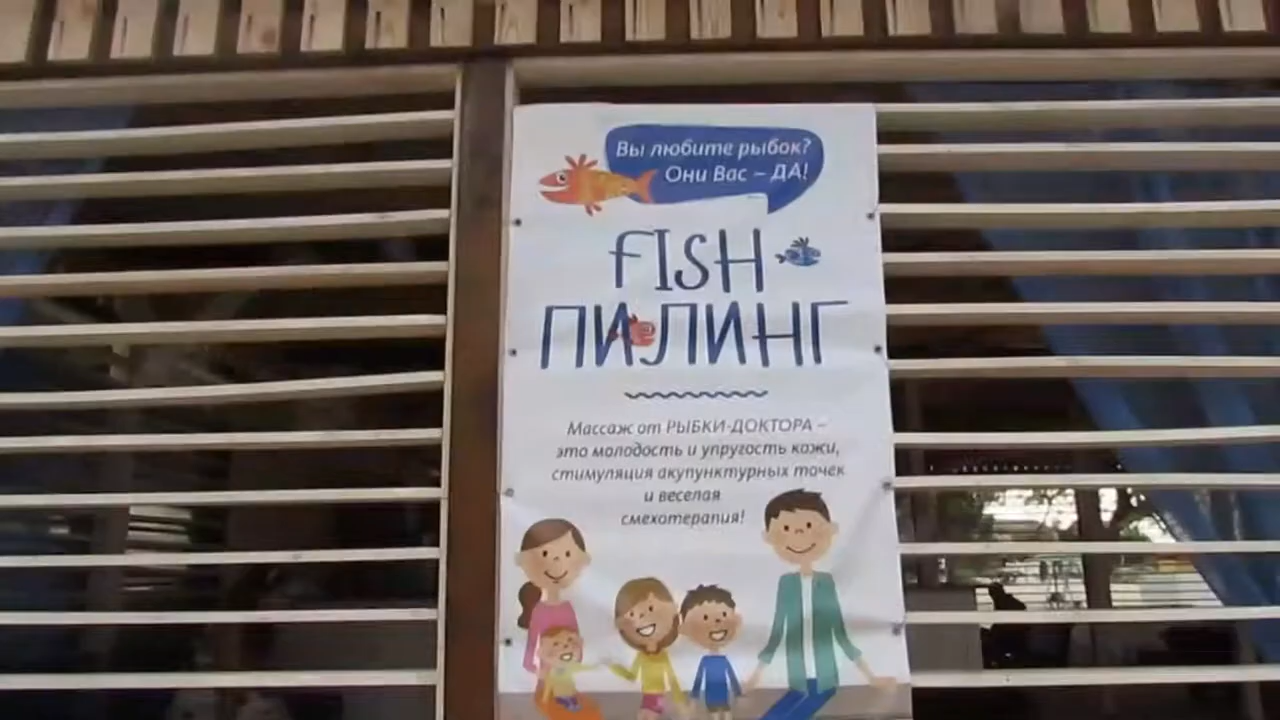 Вы любите рыбок?
Они Вас – ДА!
FISH
ПИЛИНГ
Массаж от РЫБКИ-ДОКТОРА –
это молодость и упругость кожи,
стимуляция акупунктурных точек
и веселая
смехотерапия!